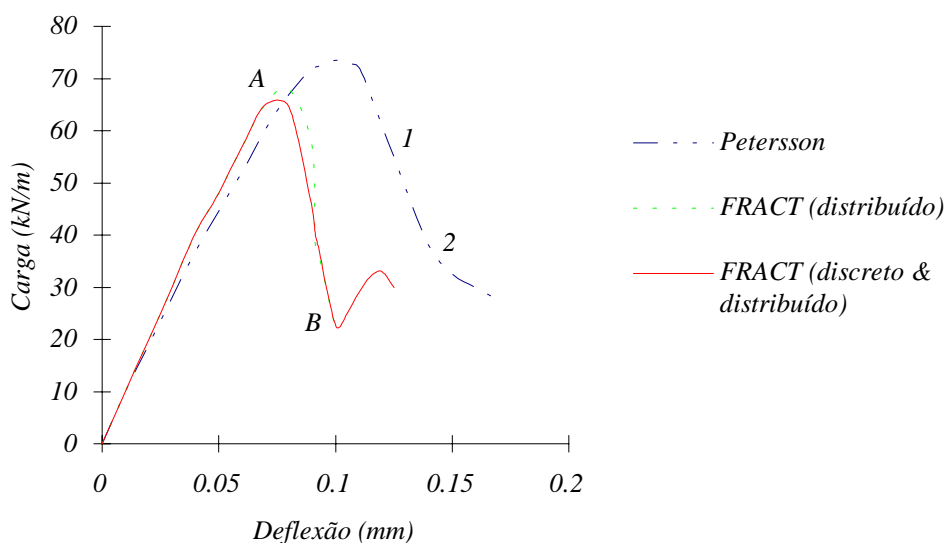 80
70
60
50
40
30
20
10
0
Carga (kN/m)
A
1
2
B
0
0.05
0.1
0.15
0.2
Deflexão (mm)
Petersson
FRACT (distribuído)
FRACT (discreto &
distribuído)